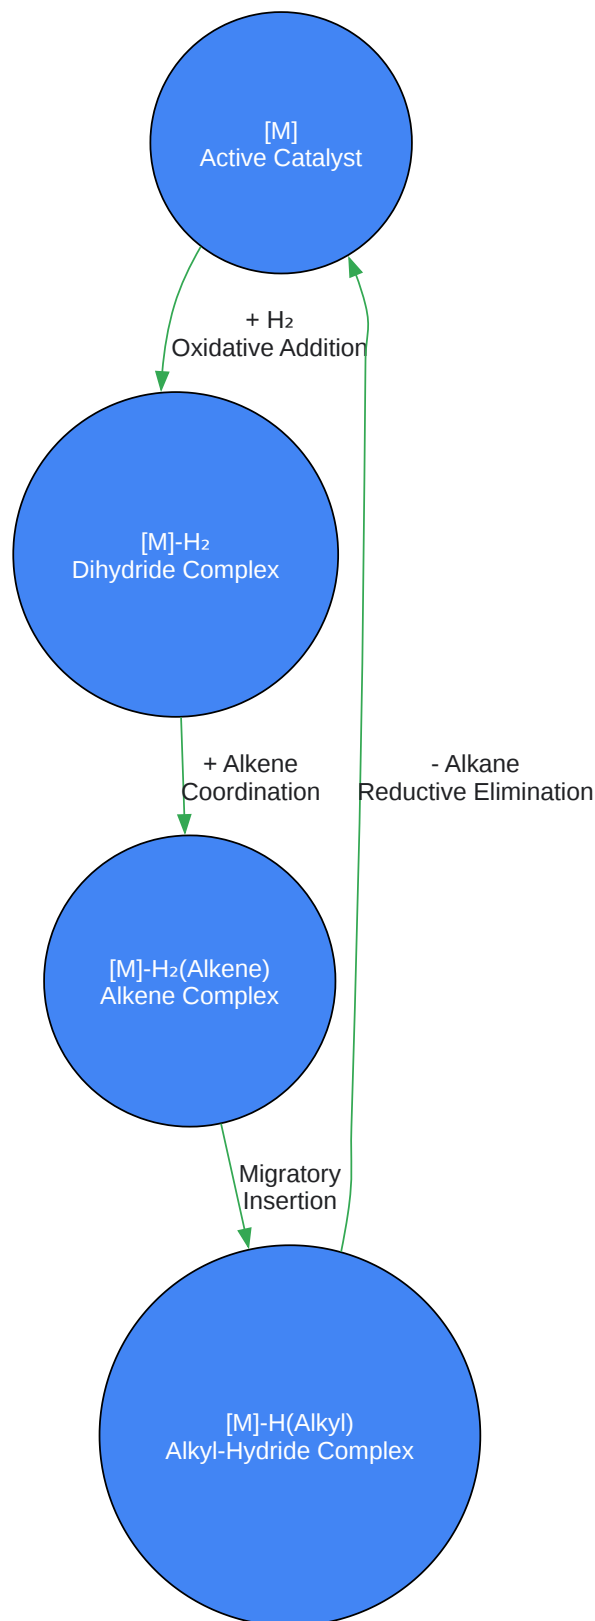 [M]
Active Catalyst
+ H₂
Oxidative Addition
[M]-H₂
Dihydride Complex
+ Alkene
Coordination
- Alkane
Reductive Elimination
[M]-H₂(Alkene)
Alkene Complex
Migratory
Insertion
[M]-H(Alkyl)
Alkyl-Hydride Complex